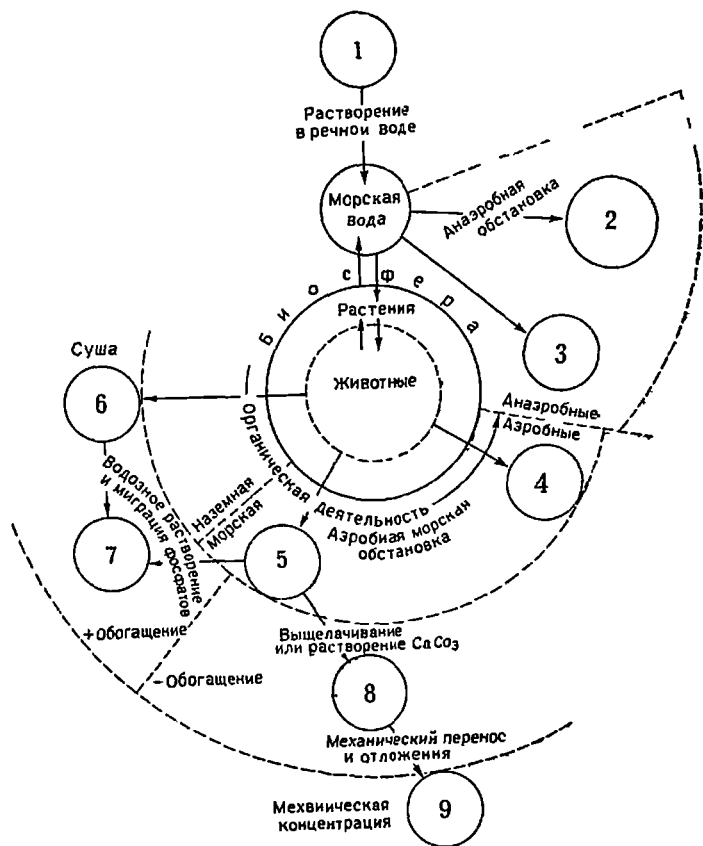 1
Растворение
в речной воде
Морская
вода
Анаэробная
обстановка
2
Биосфера
Растения
3
Суша
Животные
6
Анаэробные
Аэробные
4
Органическая деятельность
Водозное растворение
и миграция фосфатов
Наземная
Морская
Аэробная морская
обстановка
7
5
+Обогащение
-Обогащение
Выщелачивание
или растворение CaCo3
8
Механический перенос
и отложения
Мехвническая
концентрация
9